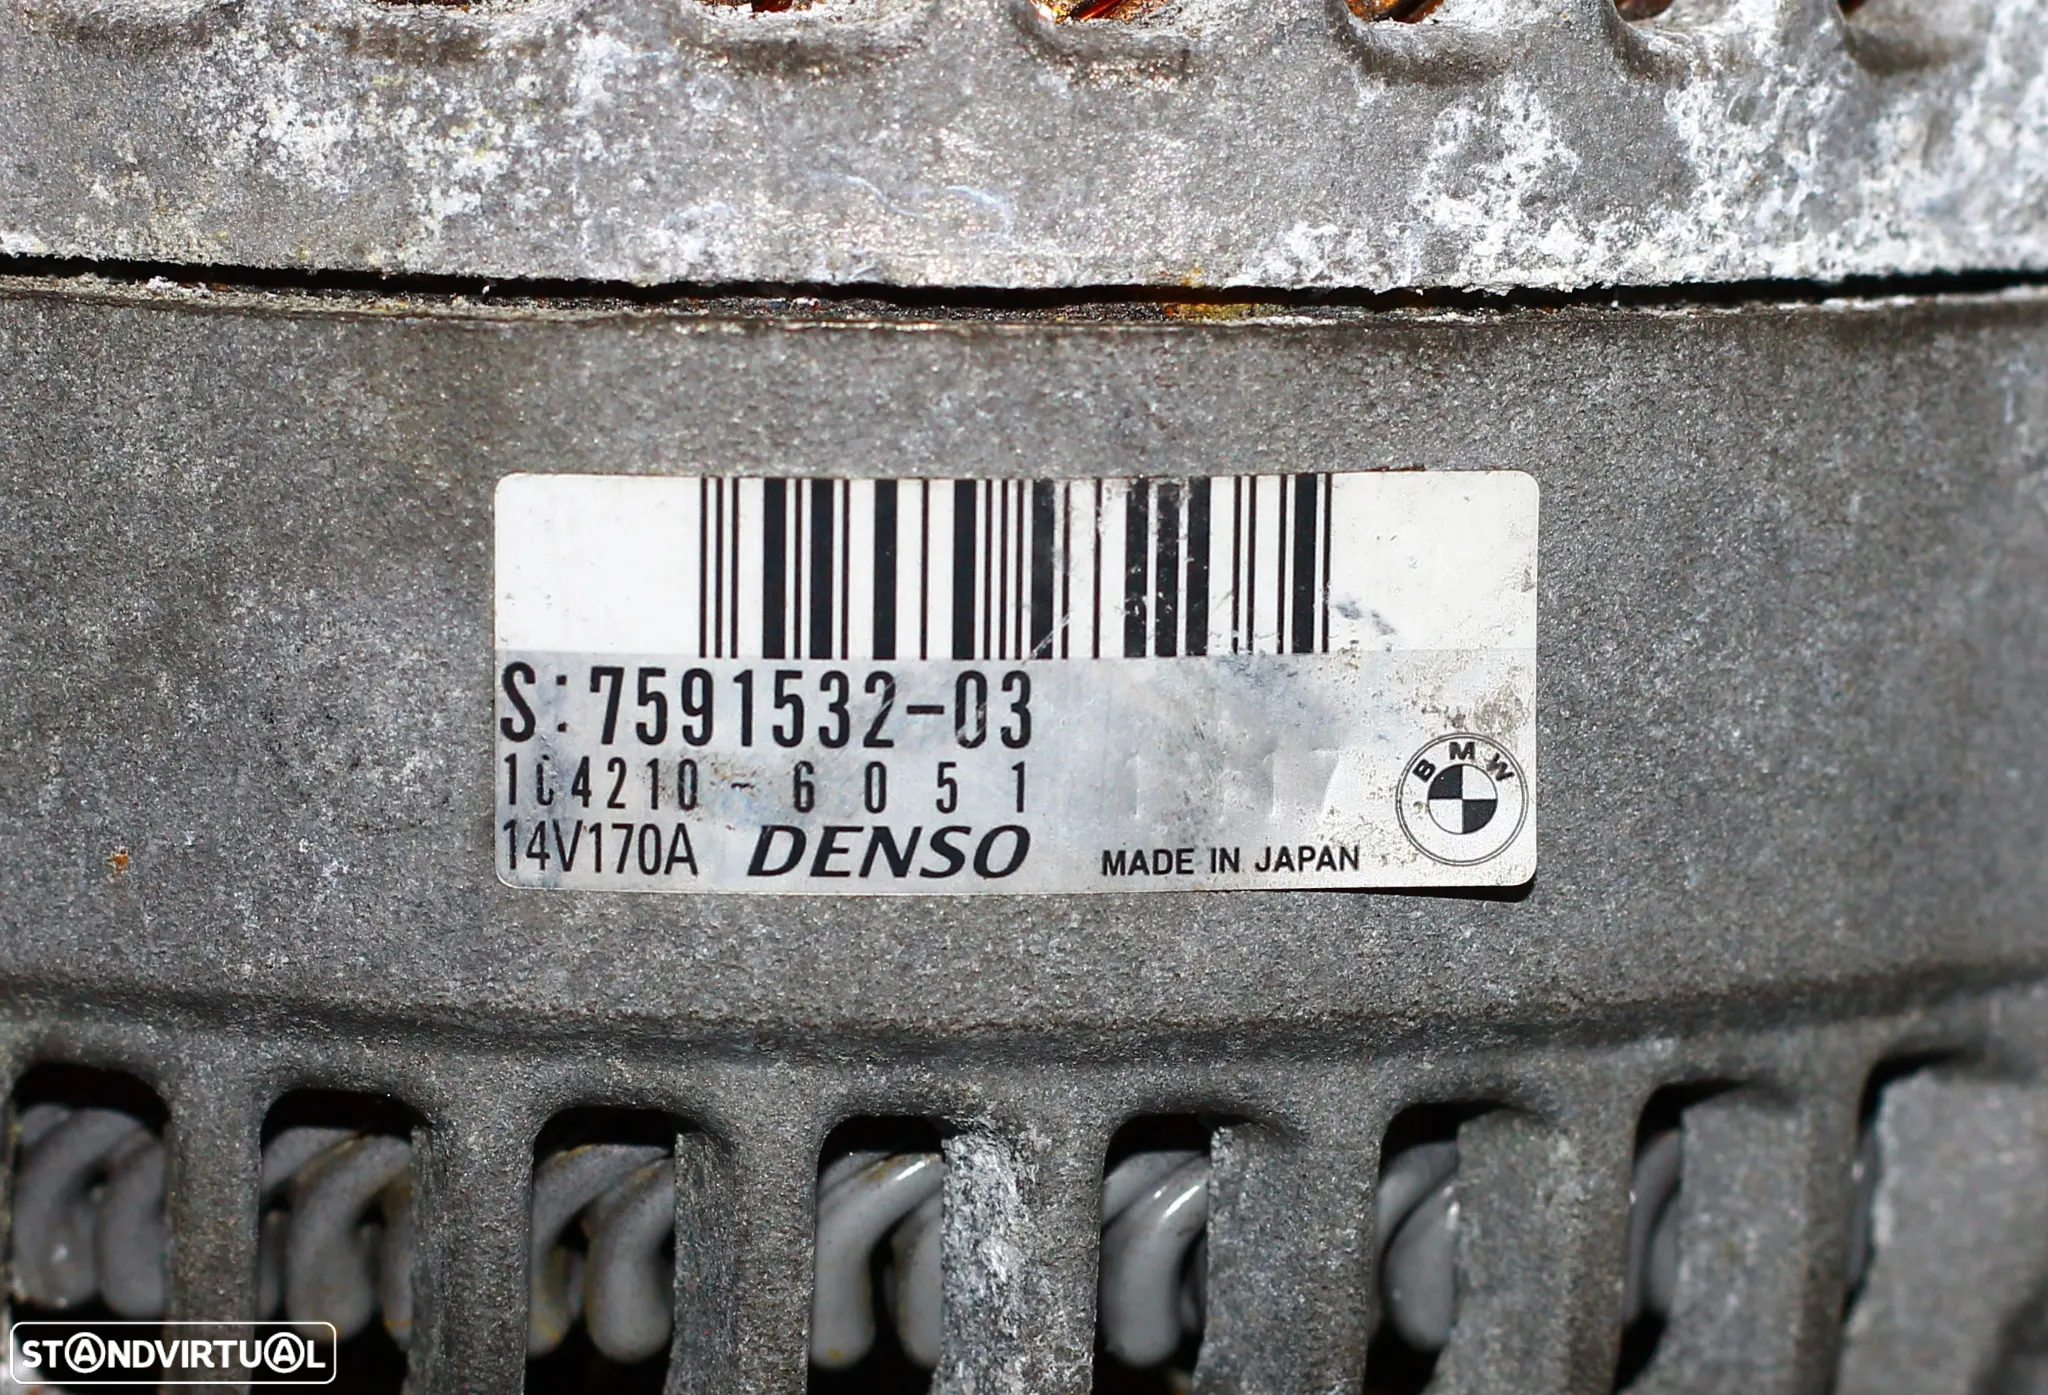 S:7591532-03
104210-6051
14V170A DENSO MADE IN JAPAN
BMW
STANDVIRTUAL